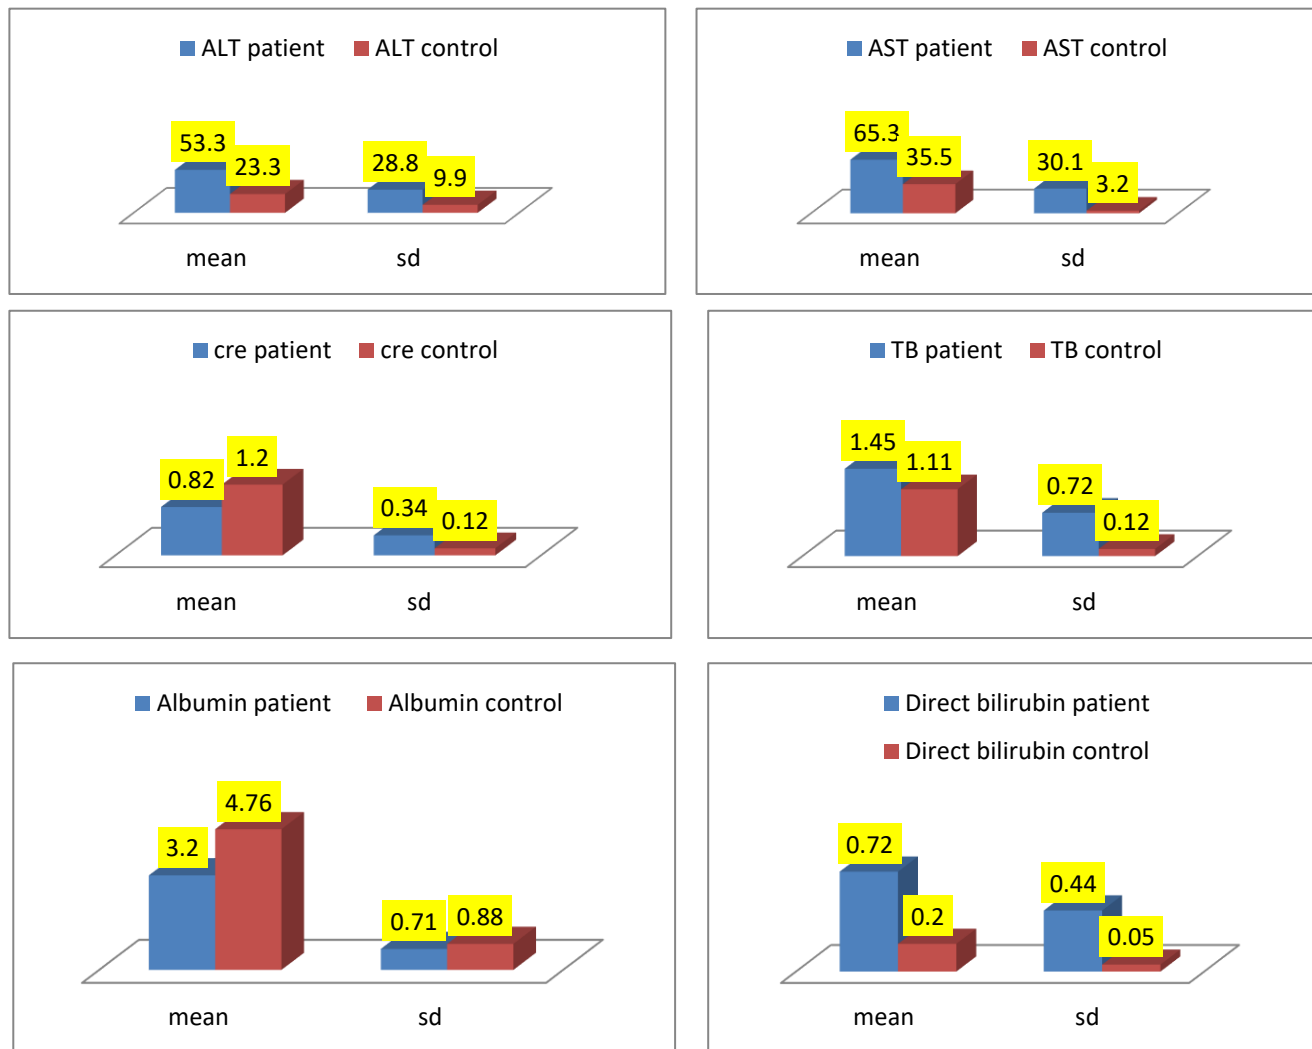 ALT patient ALT control
53.3 23.3 28.8 9.9
mean sd
AST patient AST control
65.3 35.5 30.1 3.2
mean sd
cre patient cre control
0.82 1.2 0.34 0.12
mean sd
TB patient TB control
1.45 1.11 0.72 0.12
mean sd
Albumin patient Albumin control
3.2 4.76 0.71 0.88
mean sd
Direct bilirubin patient
Direct bilirubin control
0.72 0.2 0.44 0.05
mean sd